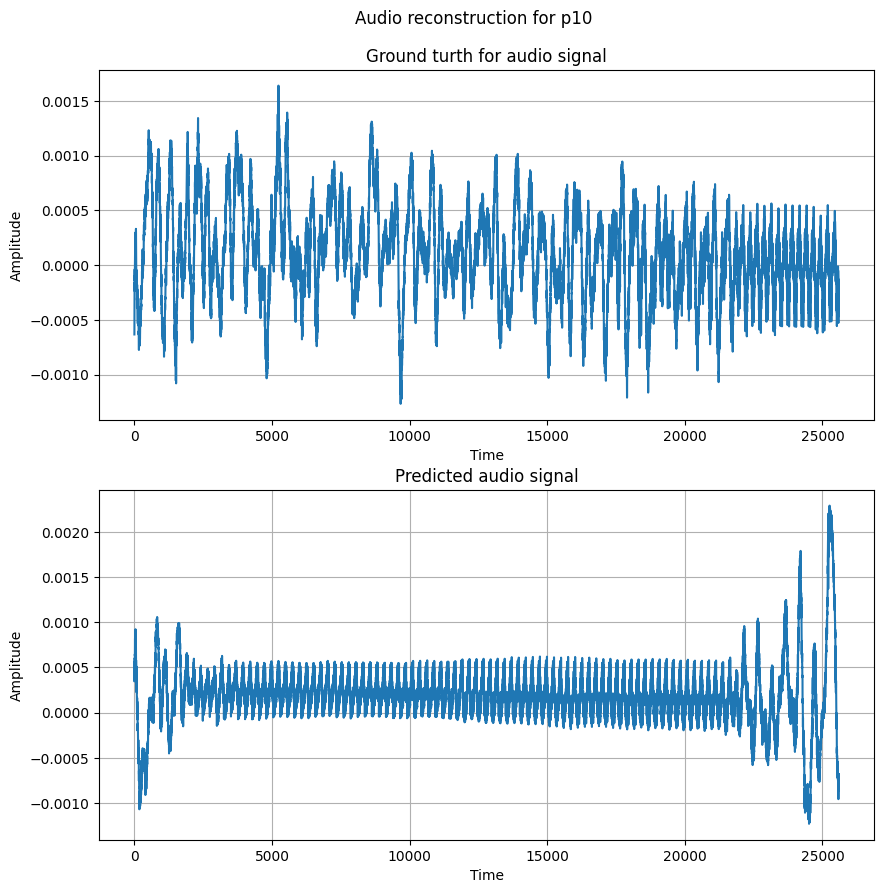 Audio reconstruction for p10
Ground turth for audio signal
0.0015
0.0010
0.0005
0.0000
−0.0005
−0.0010
Amplitude
0 5000 10000 15000 20000 25000
Time
Predicted audio signal
0.0020
0.0015
0.0010
0.0005
0.0000
−0.0005
−0.0010
Amplitude
0 5000 10000 15000 20000 25000
Time